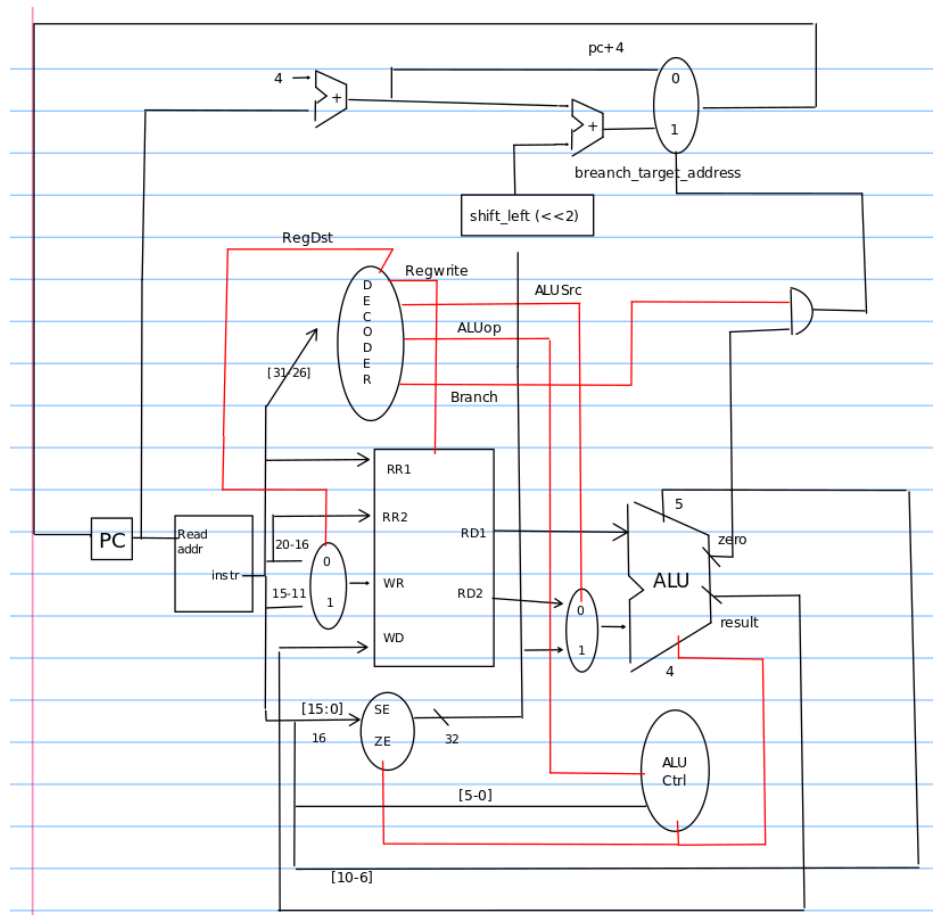 pc+4
0
4
+
+
1
breanch_target_address
shift_left (<<2)
RegDst
Regwrite
D
E
C
O
D
E
R
ALUSrc
ALUop
[31-26]
Branch
RR1
5
RR2
Read
addr
PC
RD1
zero
20-16
0
instr
WR
ALU
15-11
1
RD2
0
result
WD
1
4
[15:0]
SE
16
ZE
32
ALU
Ctrl
[5-0]
[10-6]